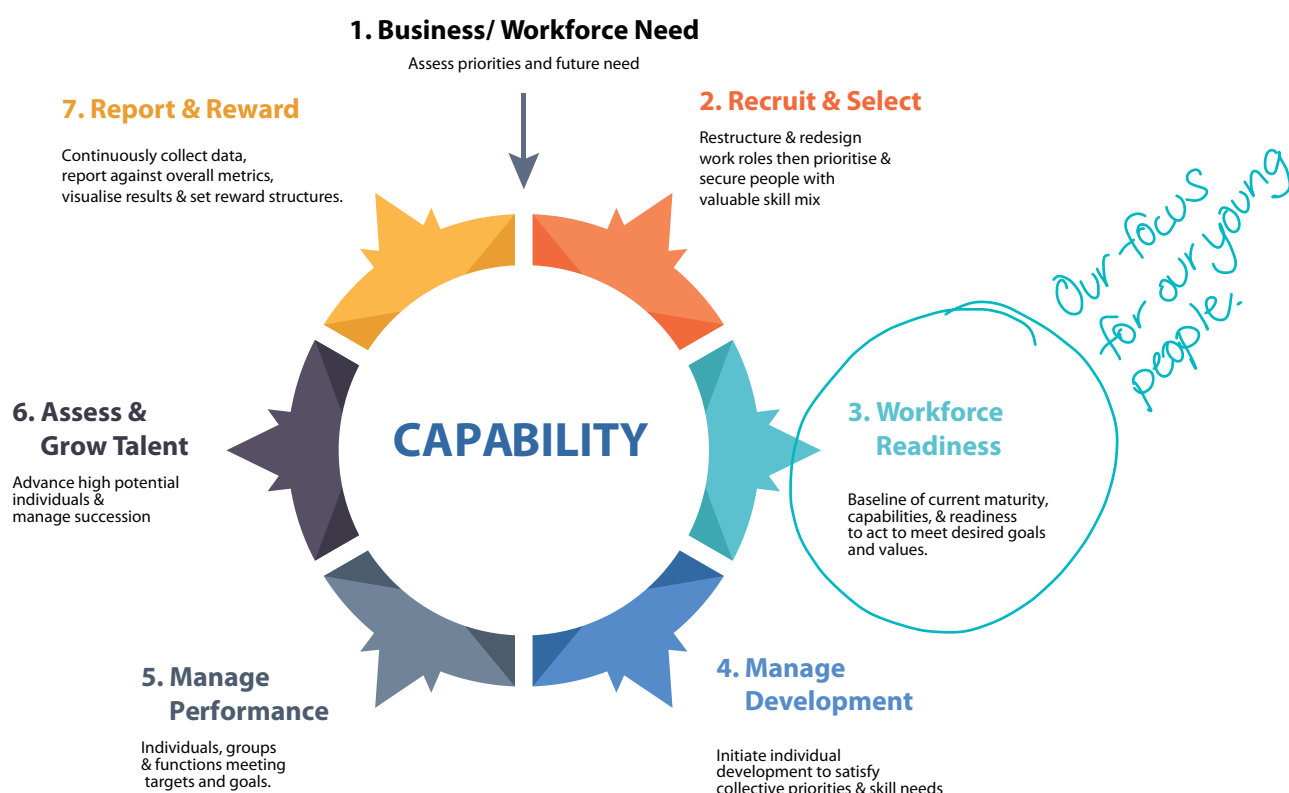 1. Business/ Workforce Need
Assess priorities and future need
2. Recruit & Select
Restructure & redesign
work roles then prioritise &
secure people with
valuable skill mix
Our focus
for our young
people.
3. Workforce
Readiness
Baseline of current maturity,
capabilities, & readiness
to act to meet desired goals
and values.
4. Manage
Development
Initiate individual
development to satisfy
collective priorities & skill needs
5. Manage
Performance
Individuals, groups
& functions meeting
targets and goals.
6. Assess &
Grow Talent
Advance high potential
individuals &
manage succession
7. Report & Reward
Continuously collect data,
report against overall metrics,
visualise results & set reward structures.
CAPABILITY